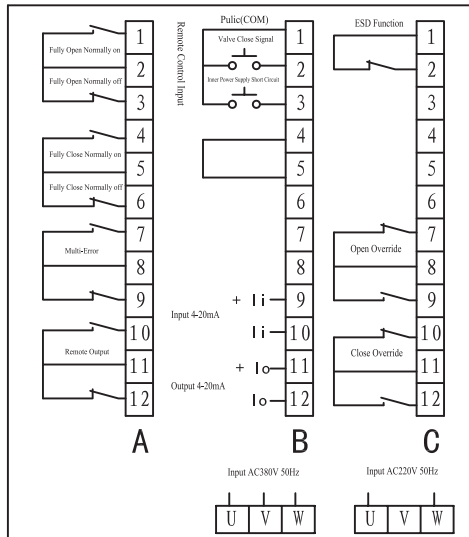 Fully Open Normally on
Fully Open Normally off
Fully Close Normally on
Fully Close Normally off
Multi-Error
Remote Output
1
2
3
4
5
6
7
8
9
10
11
12
A
Remote Control Input
Pulic(COM)
Valve Close Signal
Inner Power Supply Short Circuit
Input 4-20mA
+ Ii
Ii
Output 4-20mA
+ Io
Io
1
2
3
4
5
6
7
8
9
10
11
12
B
ESD Function
Open Override
Close Override
1
2
3
4
5
6
7
8
9
10
11
12
C
Input AC380V 50Hz
U V W
Input AC220V 50Hz
U V W